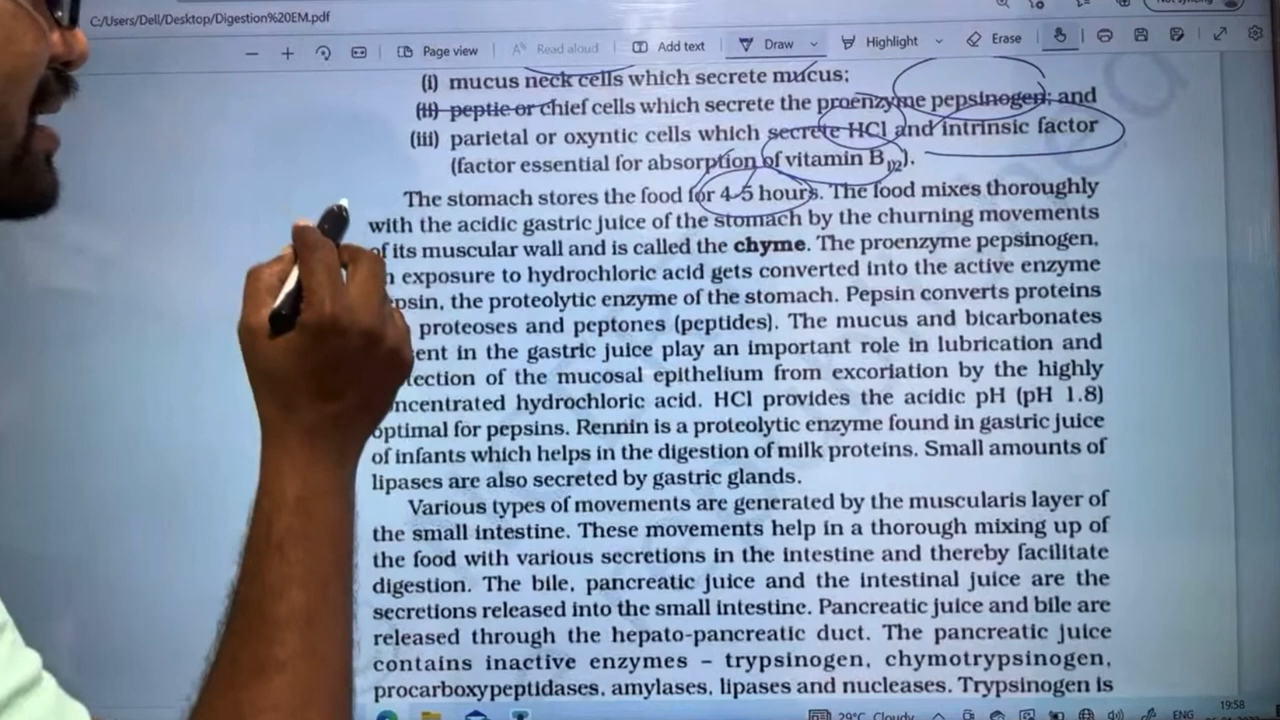 C:/Users/Dell/Desktop/Digestion%20EM.pdf
Page view Read aloud Add text Draw Highlight Erase
(i) mucus neck cells which secrete mucus;
(ii) peptic or chief cells which secrete the proenzyme pepsinogen; and
(iii) parietal or oxyntic cells which secrete HCl and intrinsic factor
(factor essential for absorption of vitamin B12).
The stomach stores the food for 4-5 hours. The food mixes thoroughly
with the acidic gastric juice of the stomach by the churning movements
of its muscular wall and is called the chyme. The proenzyme pepsinogen,
exposure to hydrochloric acid gets converted into the active enzyme
psin, the proteolytic enzyme of the stomach. Pepsin converts proteins
proteoses and peptones (peptides). The mucus and bicarbonates
ent in the gastric juice play an important role in lubrication and
tection of the mucosal epithelium from excoriation by the highly
ncentrated hydrochloric acid. HCl provides the acidic pH (pH 1.8)
optimal for pepsins. Rennin is a proteolytic enzyme found in gastric juice
of infants which helps in the digestion of milk proteins. Small amounts of
lipases are also secreted by gastric glands.
Various types of movements are generated by the muscularis layer of
the small intestine. These movements help in a thorough mixing up of
the food with various secretions in the intestine and thereby facilitate
digestion. The bile, pancreatic juice and the intestinal juice are the
secretions released into the small intestine. Pancreatic juice and bile are
released through the hepato-pancreatic duct. The pancreatic juice
contains inactive enzymes – trypsinogen, chymotrypsinogen,
procarboxypeptidases, amylases, lipases and nucleases. Trypsinogen is
29°C Cloudy ENG 19:58